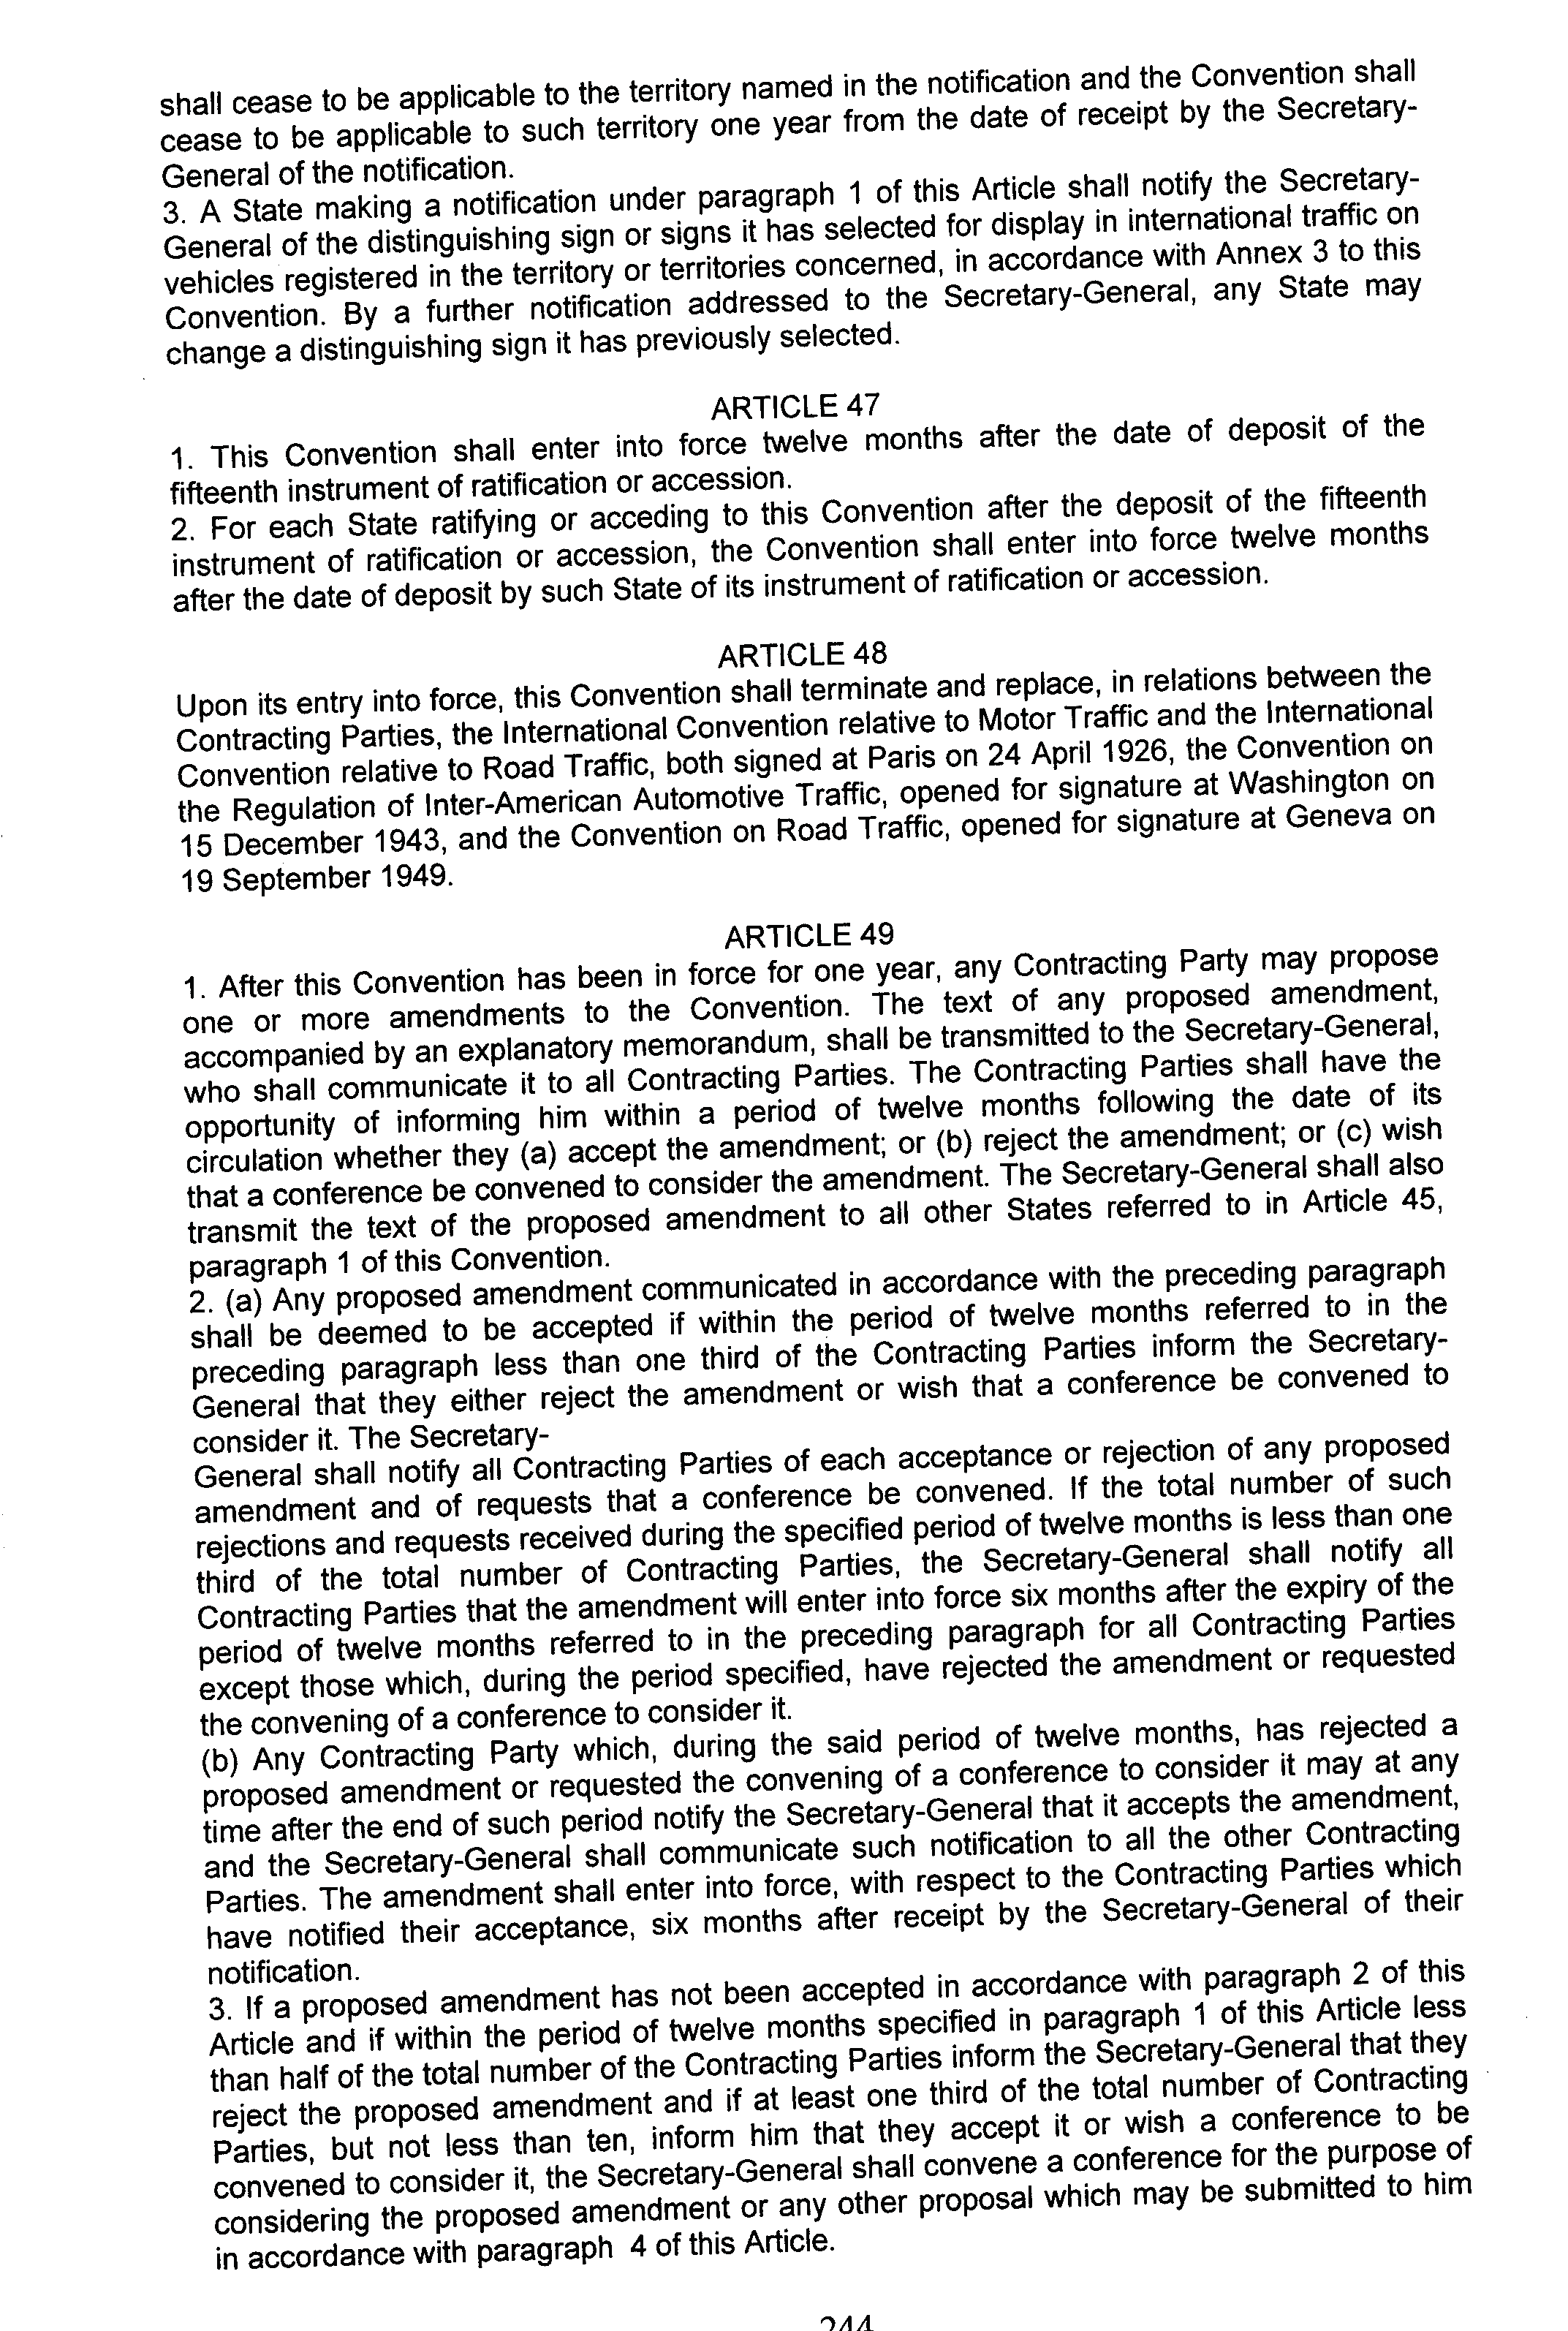 shall cease to be applicable to the territory named in the notification and the Convention shall
cease to be applicable to such territory one year from the date of receipt by the Secretary-
General of the notification.
3. A State making a notification under paragraph 1 of this Article shall notify the Secretary-
General of the distinguishing sign or signs it has selected for display in international traffic on
vehicles registered in the territory or territories concerned, in accordance with Annex 3 to this
Convention. By a further notification addressed to the Secretary-General, any State may
change a distinguishing sign it has previously selected.
ARTICLE 47
1. This Convention shall enter into force twelve months after the date of deposit of the
fifteenth instrument of ratification or accession.
2. For each State ratifying or acceding to this Convention after the deposit of the fifteenth
instrument of ratification or accession, the Convention shall enter into force twelve months
after the date of deposit by such State of its instrument of ratification or accession.
ARTICLE 48
Upon its entry into force, this Convention shall terminate and replace, in relations between the
Contracting Parties, the International Convention relative to Motor Traffic and the International
Convention relative to Road Traffic, both signed at Paris on 24 April 1926, the Convention on
the Regulation of Inter-American Automotive Traffic, opened for signature at Washington on
15 December 1943, and the Convention on Road Traffic, opened for signature at Geneva on
19 September 1949.
ARTICLE 49
1. After this Convention has been in force for one year, any Contracting Party may propose
one or more amendments to the Convention. The text of any proposed amendment,
accompanied by an explanatory memorandum, shall be transmitted to the Secretary-General,
who shall communicate it to all Contracting Parties. The Contracting Parties shall have the
opportunity of informing him within a period of twelve months following the date of its
circulation whether they (a) accept the amendment; or (b) reject the amendment; or (c) wish
that a conference be convened to consider the amendment. The Secretary-General shall also
transmit the text of the proposed amendment to all other States referred to in Article 45,
paragraph 1 of this Convention.
2. (a) Any proposed amendment communicated in accordance with the preceding paragraph
shall be deemed to be accepted if within the period of twelve months referred to in the
preceding paragraph less than one third of the Contracting Parties inform the Secretary-
General that they either reject the amendment or wish that a conference be convened to
consider it. The Secretary-
General shall notify all Contracting Parties of each acceptance or rejection of any proposed
amendment and of requests that a conference be convened. If the total number of such
rejections and requests received during the specified period of twelve months is less than one
third of the total number of Contracting Parties, the Secretary-General shall notify all
Contracting Parties that the amendment will enter into force six months after the expiry of the
period of twelve months referred to in the preceding paragraph for all Contracting Parties
except those which, during the period specified, have rejected the amendment or requested
the convening of a conference to consider it.
(b) Any Contracting Party which, during the said period of twelve months, has rejected a
proposed amendment or requested the convening of a conference to consider it may at any
time after the end of such period notify the Secretary-General that it accepts the amendment,
and the Secretary-General shall communicate such notification to all the other Contracting
Parties. The amendment shall enter into force, with respect to the Contracting Parties which
have notified their acceptance, six months after receipt by the Secretary-General of their
notification.
3. If a proposed amendment has not been accepted in accordance with paragraph 2 of this
Article and if within the period of twelve months specified in paragraph 1 of this Article less
than half of the total number of the Contracting Parties inform the Secretary-General that they
reject the proposed amendment and if at least one third of the total number of Contracting
Parties, but not less than ten, inform him that they accept it or wish a conference to be
convened to consider it, the Secretary-General shall convene a conference for the purpose of
considering the proposed amendment or any other proposal which may be submitted to him
in accordance with paragraph 4 of this Article.
244